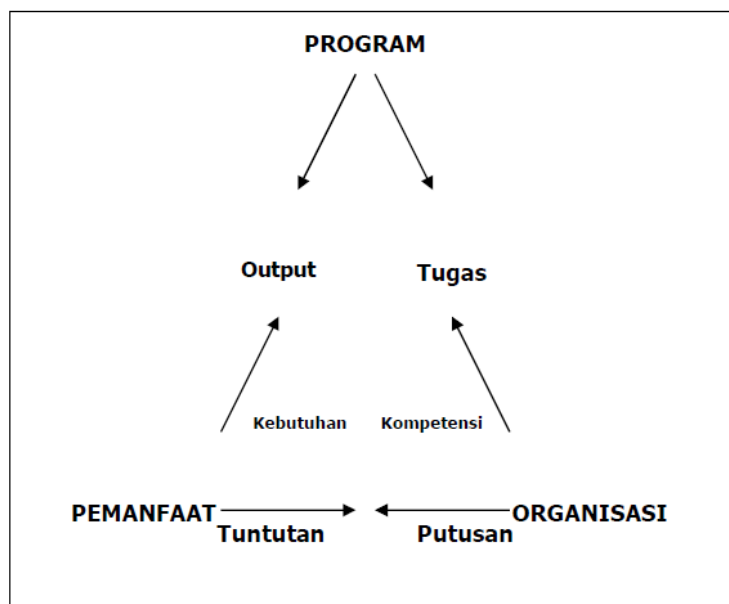 PROGRAM
Output Tugas
Kebutuhan Kompetensi
PEMANFAAT ORGANISASI
Tuntutan Putusan